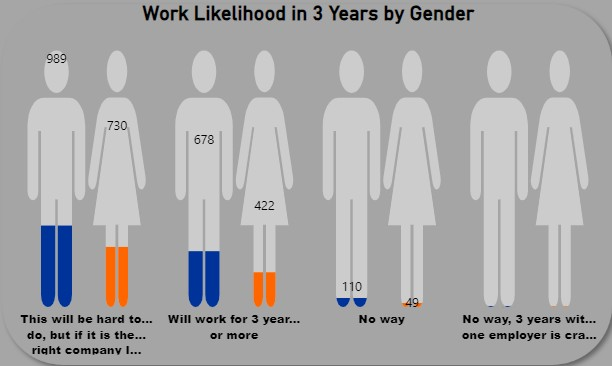 Work Likelihood in 3 Years by Gender
989
730
678
422
110
49
This will be hard to...
do, but if it is the...
right company I...
Will work for 3 year...
or more
No way
No way, 3 years wit...
one employer is cra...